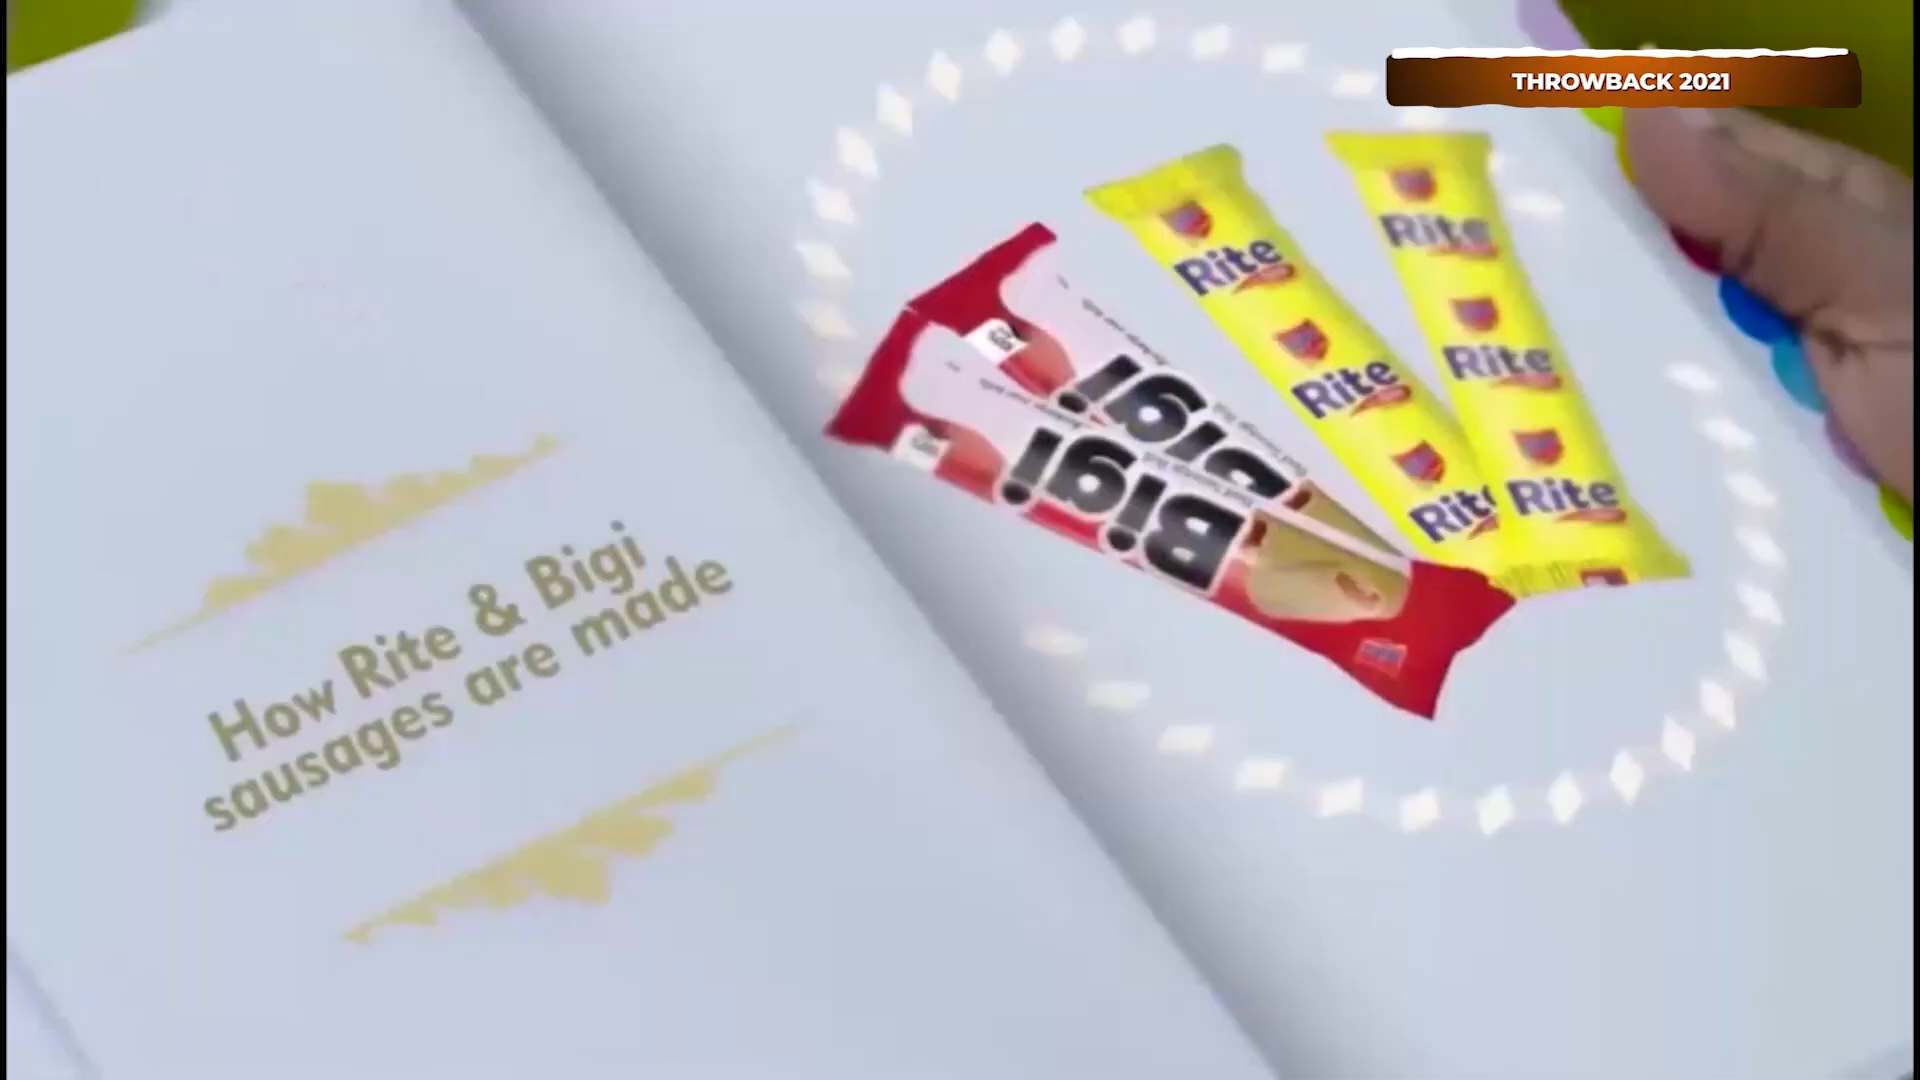 THROWBACK 2021
How Rite & Bigi
sausages are made
Rite
Rite
Rite
Rite
Rite
Rite
Bigi
Bigi